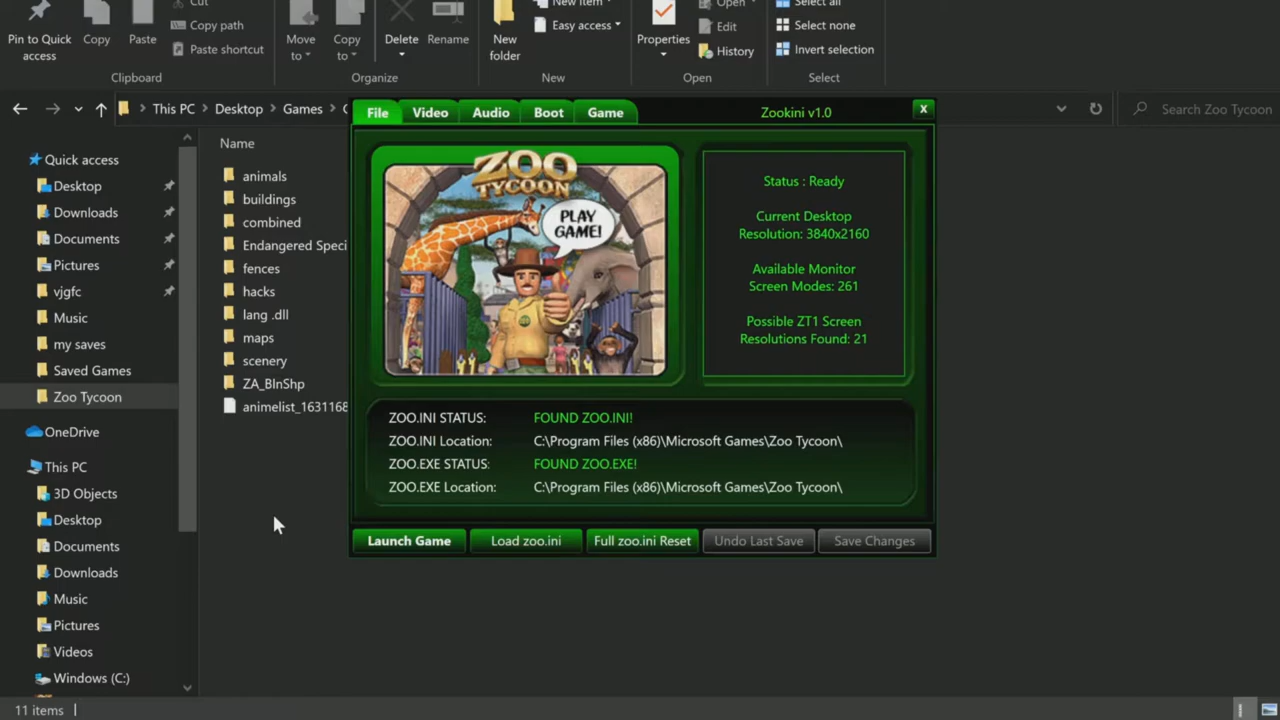 Cut
New item
Open
Select all
Copy path
Easy access
Edit
Select none
Pin to Quick
access
Copy
Paste
Paste shortcut
Move
to
Copy
to
Delete
Rename
New
folder
Properties
History
Invert selection
Clipboard
Organize
New
Open
Select
This PC
Desktop
Games
Search Zoo Tycoon
File
Video
Audio
Boot
Game
Zookini v1.0
X
Name
Quick access
Desktop
Downloads
Documents
Pictures
vjgfc
Music
my saves
Saved Games
Zoo Tycoon
OneDrive
This PC
3D Objects
Desktop
Documents
Downloads
Music
Pictures
Videos
Windows (C:)
animals
buildings
combined
Endangered Speci
fences
hacks
lang .dll
maps
scenery
ZA_BlnShp
animelist_1631168
ZOO
TYCOON
PLAY
GAME!
Status : Ready
Current Desktop
Resolution: 3840x2160
Available Monitor
Screen Modes: 261
Possible ZT1 Screen
Resolutions Found: 21
ZOO.INI STATUS: FOUND ZOO.INI!
ZOO.INI Location: C:\Program Files (x86)\Microsoft Games\Zoo Tycoon\
ZOO.EXE STATUS: FOUND ZOO.EXE!
ZOO.EXE Location: C:\Program Files (x86)\Microsoft Games\Zoo Tycoon\
Launch Game
Load zoo.ini
Full zoo.ini Reset
Undo Last Save
Save Changes
11 items